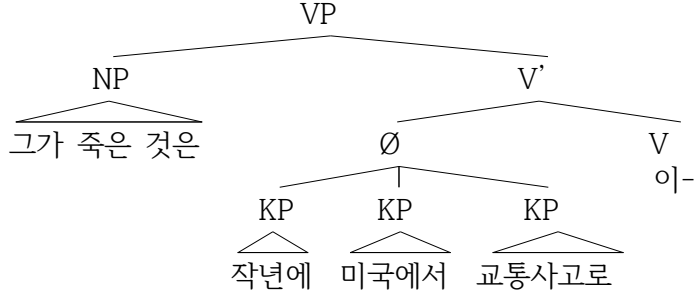 VP
NP V’
그가 죽은 것은 Ø V
이-
KP KP KP
작년에 미국에서 교통사고로